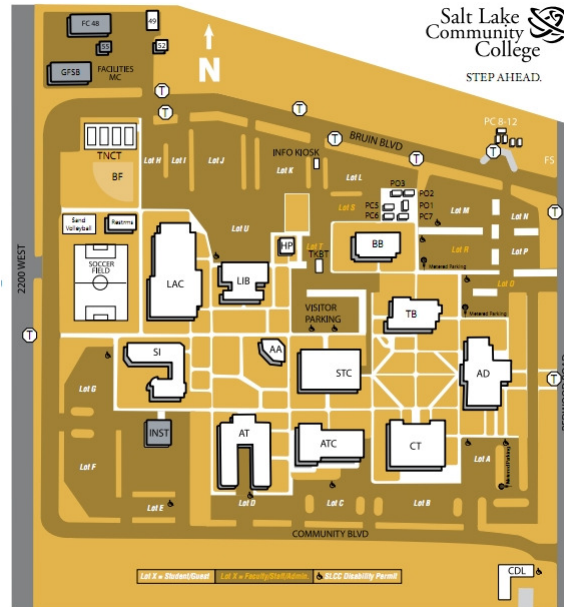 Salt Lake
Community
College
STEP AHEAD.
FC 48
49
55
52
GFSB
FACILITIES
MC
N
T
T
T
T
T
BRUIN BLVD
PC 8-12
T
FS
TNCT
BF
Lot H
Lot I
Lot J
INFO KIOSK
Lot K
Lot L
PO3
PO2
PC5
PO1
PC6
PC7
Lot S
Lot M
Lot N
T
Sand
Volleyball
Restrms
Lot U
HP
Lot T
TKBT
BB
Lot R
Lot P
Metered Parking
2200 WEST
SOCCER
FIELD
LAC
LIB
Lot O
VISITOR
PARKING
TB
Metered Parking
T
SI
AA
STC
AD
T
Lot G
INST
AT
ATC
CT
Lot A
Metered Parking
Lot F
Lot E
Lot D
Lot C
Lot B
COMMUNITY BLVD
CDL
Lot X = Student/Guest
Lot X = Faculty/Staff/Admin.
SLCC Disability Permit